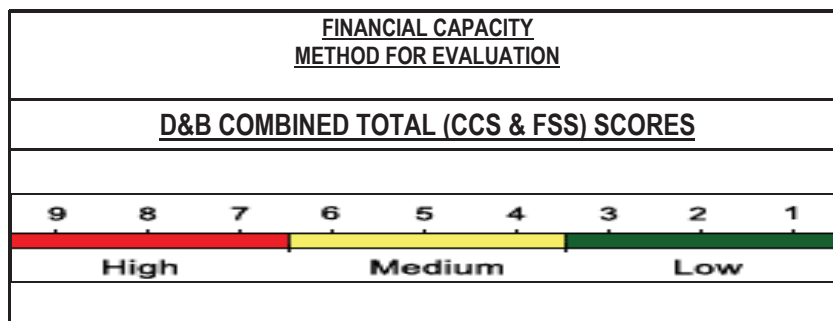 FINANCIAL CAPACITY
METHOD FOR EVALUATION
D&B COMBINED TOTAL (CCS & FSS) SCORES
9 8 7 6 5 4 3 2 1
High Medium Low